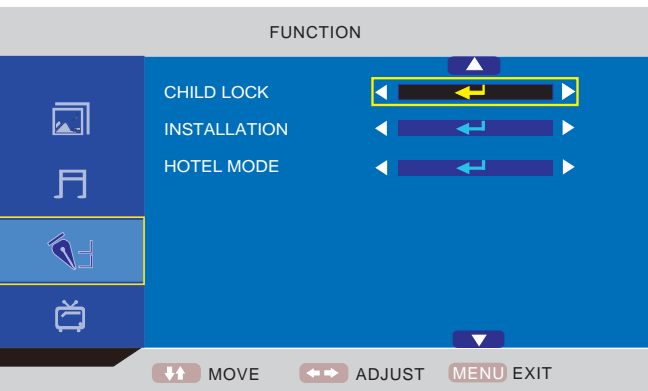 FUNCTION
CHILD LOCK
INSTALLATION
HOTEL MODE
MOVE ADJUST MENU EXIT